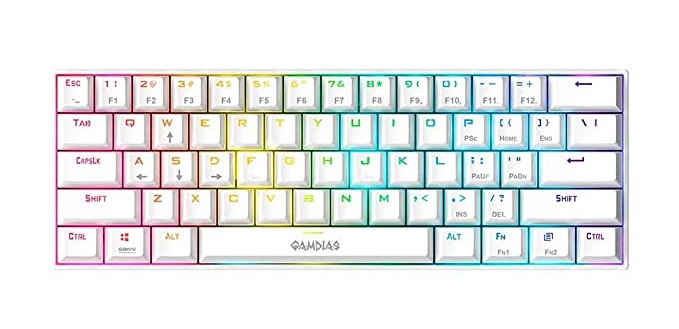 Esc 1! 2@ 3# 4$ 5% 6^ 7& 8* 9( 0) -- =+ ←
~、 F1 F2 F3 F4 F5 F6 F7 F8 F9 F10 F11 F12
TAB Q W E R T Y U I O P [{ ]} \|
↑ PSC HOME END
CAPSLK A S D F G H J K L ;: '" ↵
← ↓ → PAUP PADN
SHIFT Z X C V B N M ,< .> /? SHIFT
INS DEL
CTRL ALT GAMDIAS ALT FN CTRL
GAME FN1 FN2